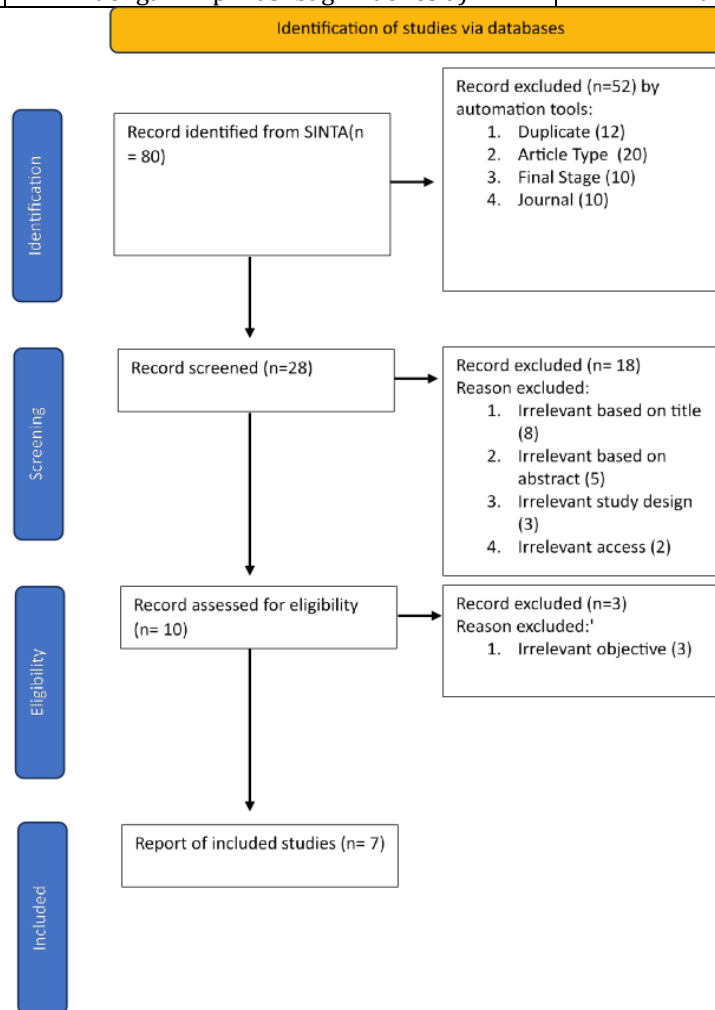 Identification of studies via databases
Identification
Record identified from SINTA(n
= 80)
Record excluded (n=52) by
automation tools:
1. Duplicate (12)
2. Article Type (20)
3. Final Stage (10)
4. Journal (10)
Screening
Record screened (n=28)
Record excluded (n= 18)
Reason excluded:
1. Irrelevant based on title
(8)
2. Irrelevant based on
abstract (5)
3. Irrelevant study design
(3)
4. Irrelevant access (2)
Eligibility
Record assessed for eligibility
(n= 10)
Record excluded (n=3)
Reason excluded:'
1. Irrelevant objective (3)
Included
Report of included studies (n= 7)